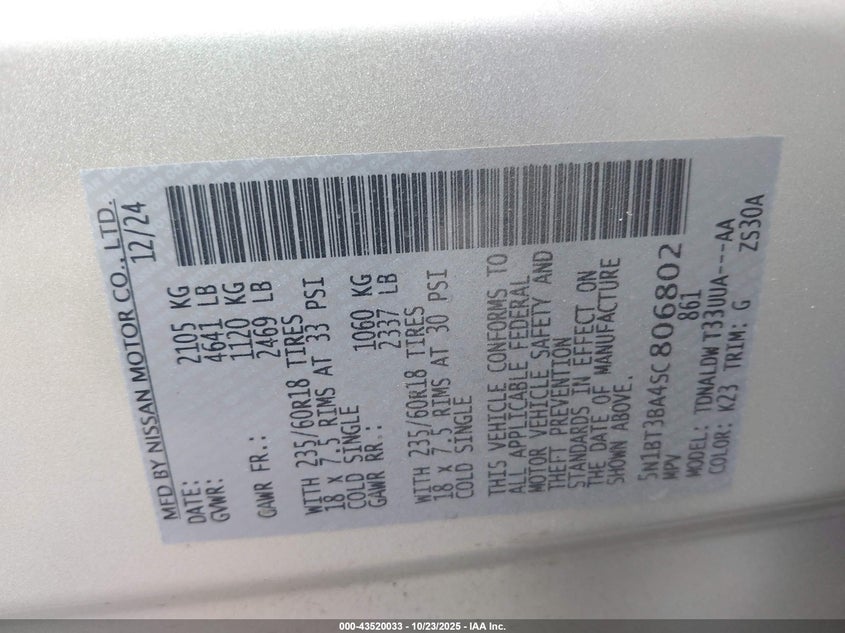 MFD BY NISSAN MOTOR CO., LTD.
DATE: 12/24
GVWR: 2105 KG
4641 LB
GAWR FR.: 1120 KG
2469 LB
WITH 235/60R18 TIRES
18 X 7.5 RIMS AT 33 PSI
COLD SINGLE
GAWR RR.: 1060 KG
2337 LB
WITH 235/60R18 TIRES
18 X 7.5 RIMS AT 30 PSI
COLD SINGLE
THIS VEHICLE CONFORMS TO
ALL APPLICABLE FEDERAL
MOTOR VEHICLE SAFETY AND
THEFT PREVENTION
STANDARDS IN EFFECT ON
THE DATE OF MANUFACTURE
SHOWN ABOVE.
5N1BT3BA4SC806802
MPV 861
MODEL: TDNALDWT33UUA---AA
COLOR: K23 TRIM: G ZS30A
000-43520033 - 10/23/2025 - IAA Inc.